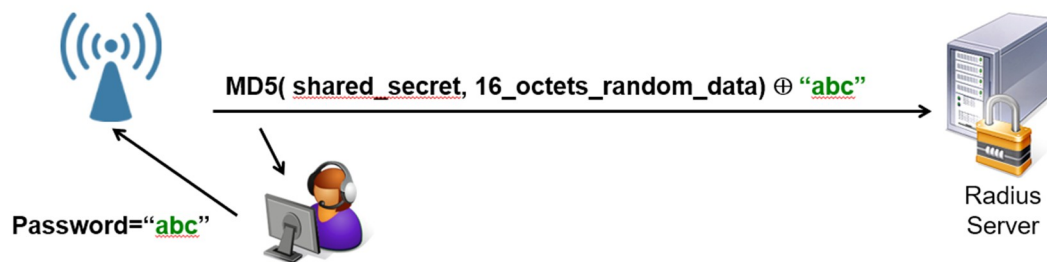 MD5( shared_secret, 16_octets_random_data) ⊕ “abc”
Password=“abc”
Radius
Server